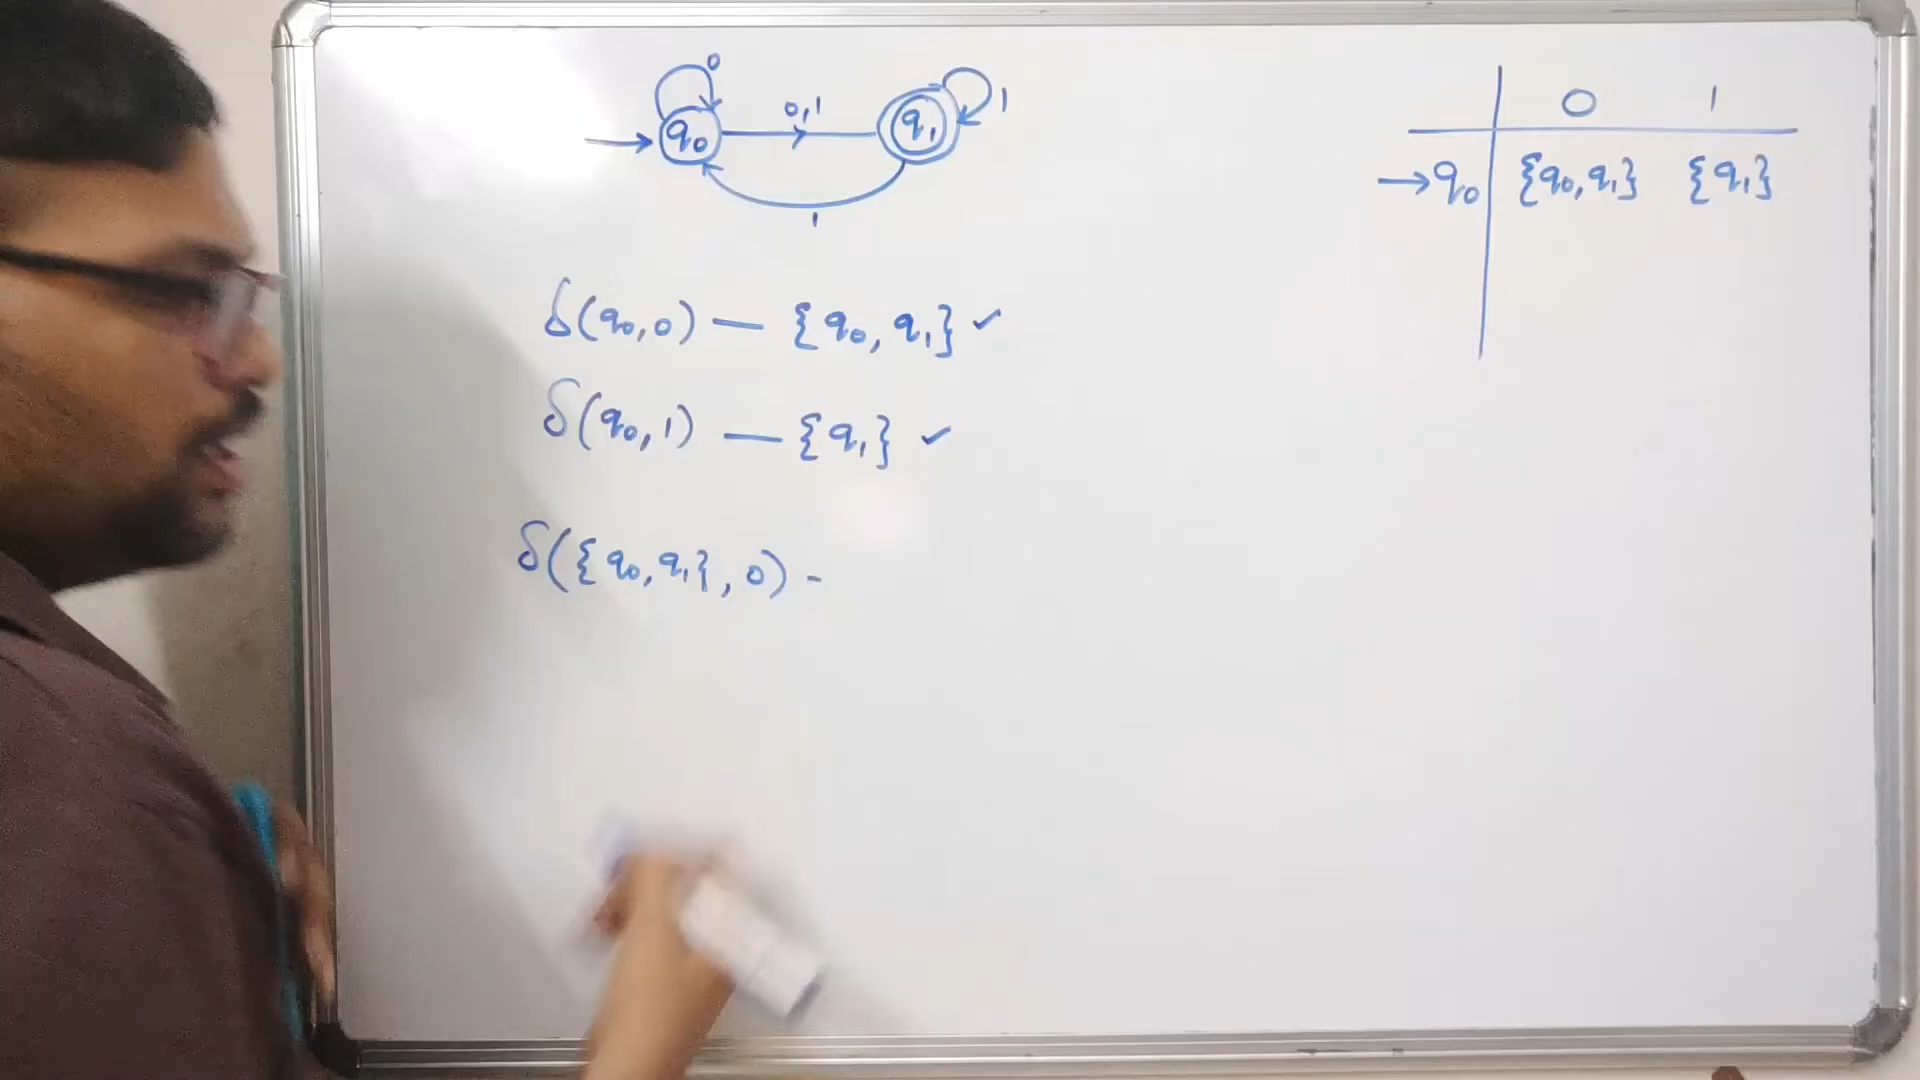 0
0,1
q0
q1
1
1
0 1
→q0 {q0,q1} {q1}
δ(q0,0) — {q0, q1} ✓
δ(q0,1) — {q1} ✓
δ({q0,q1},0) -